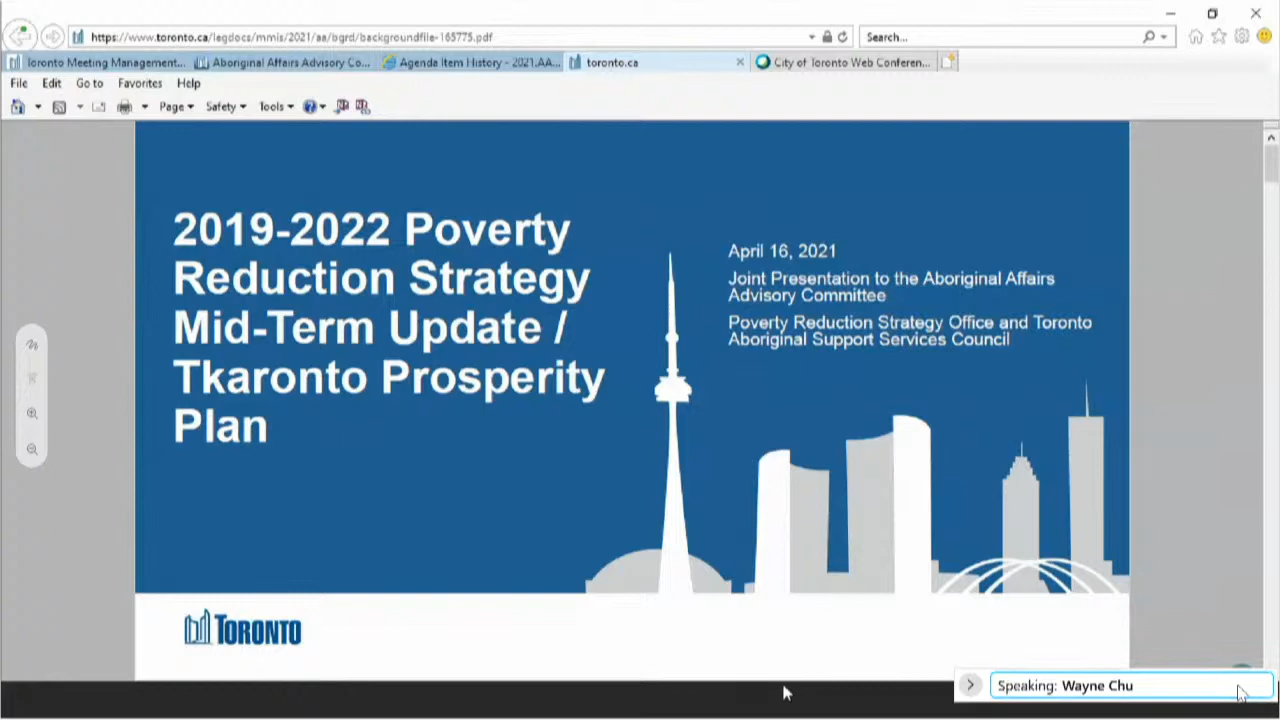 https://www.toronto.ca/legdocs/mmis/2021/aa/bgrd/backgroundfile-165775.pdf
Search...
Toronto Meeting Management...
Aboriginal Affairs Advisory Co...
Agenda Item History - 2021.AA...
toronto.ca
City of Toronto Web Conferen...
File Edit Go to Favorites Help
Page Safety Tools
2019-2022 Poverty
Reduction Strategy
Mid-Term Update /
Tkaronto Prosperity
Plan
April 16, 2021
Joint Presentation to the Aboriginal Affairs
Advisory Committee
Poverty Reduction Strategy Office and Toronto
Aboriginal Support Services Council
TORONTO
Speaking: Wayne Chu